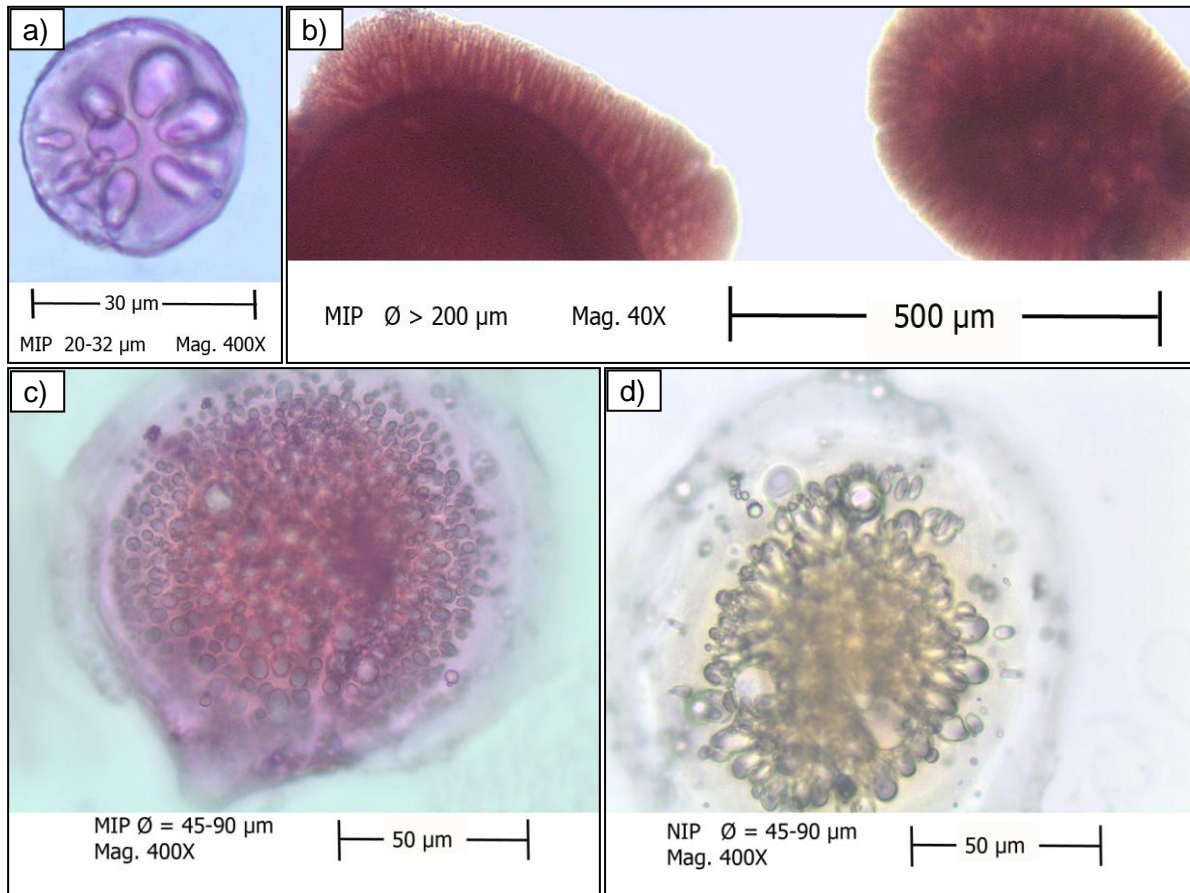 a)
30 µm
MIP 20-32 µm Mag. 400X
b)
MIP Ø > 200 µm Mag. 40X
500 µm
c)
MIP Ø = 45-90 µm
Mag. 400X
50 µm
d)
NIP Ø = 45-90 µm
Mag. 400X
50 µm